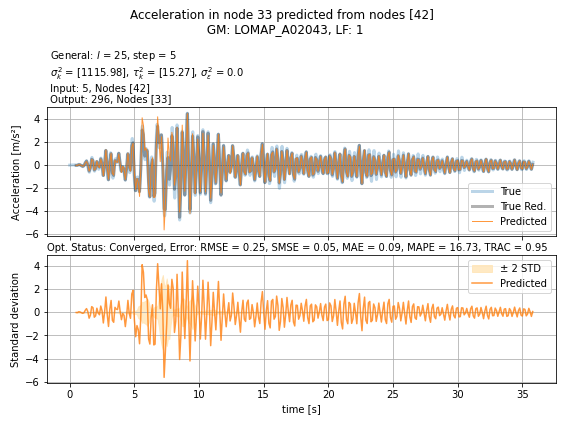 Acceleration in node 33 predicted from nodes [42]
GM: LOMAP_A02043, LF: 1
General: l = 25, step = 5
σ²ₖ = [1115.98], τ²ₖ = [15.27], σ²ε = 0.0
Input: 5, Nodes [42]
Output: 296, Nodes [33]
Acceleration [m/s²]
4
2
0
−2
−4
−6
True
True Red.
Predicted
Opt. Status: Converged, Error: RMSE = 0.25, SMSE = 0.05, MAE = 0.09, MAPE = 16.73, TRAC = 0.95
Standard deviation
4
2
0
−2
−4
−6
± 2 STD
Predicted
0 5 10 15 20 25 30 35
time [s]